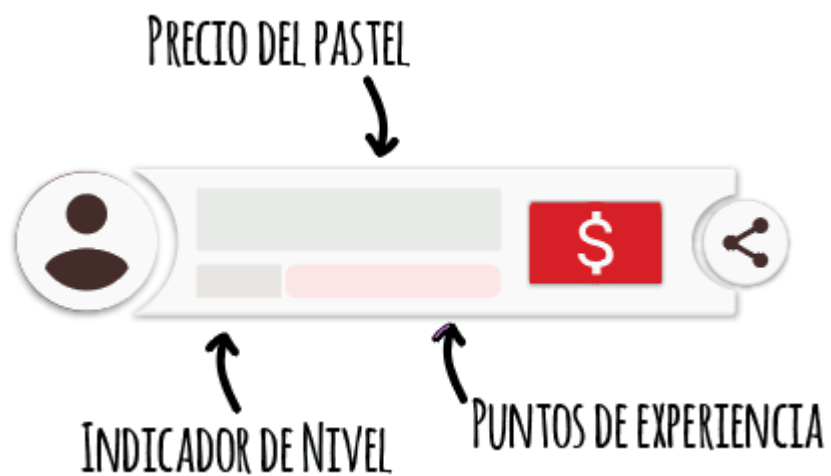 PRECIO DEL PASTEL
$
INDICADOR DE NIVEL
PUNTOS DE EXPERIENCIA